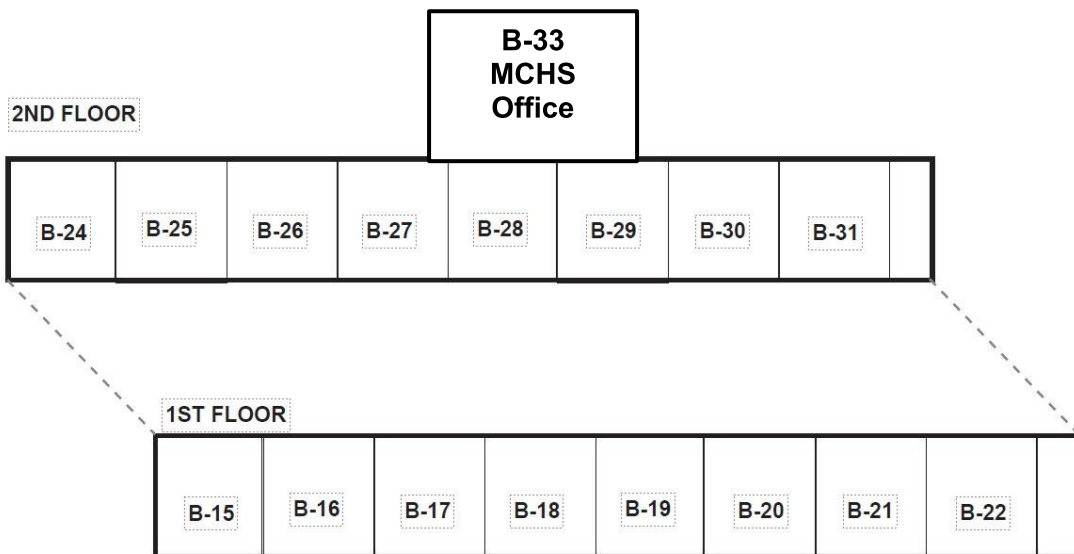 B-33
MCHS
Office
2ND FLOOR
B-24 B-25 B-26 B-27 B-28 B-29 B-30 B-31
1ST FLOOR
B-15 B-16 B-17 B-18 B-19 B-20 B-21 B-22